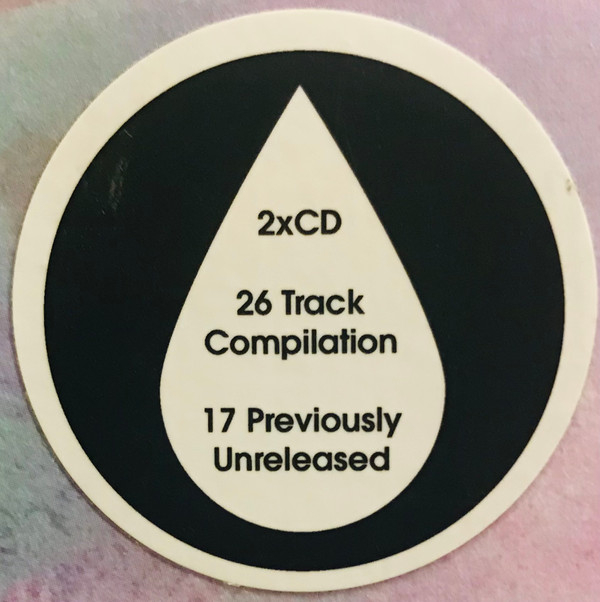 2xCD
26 Track
Compilation
17 Previously
Unreleased